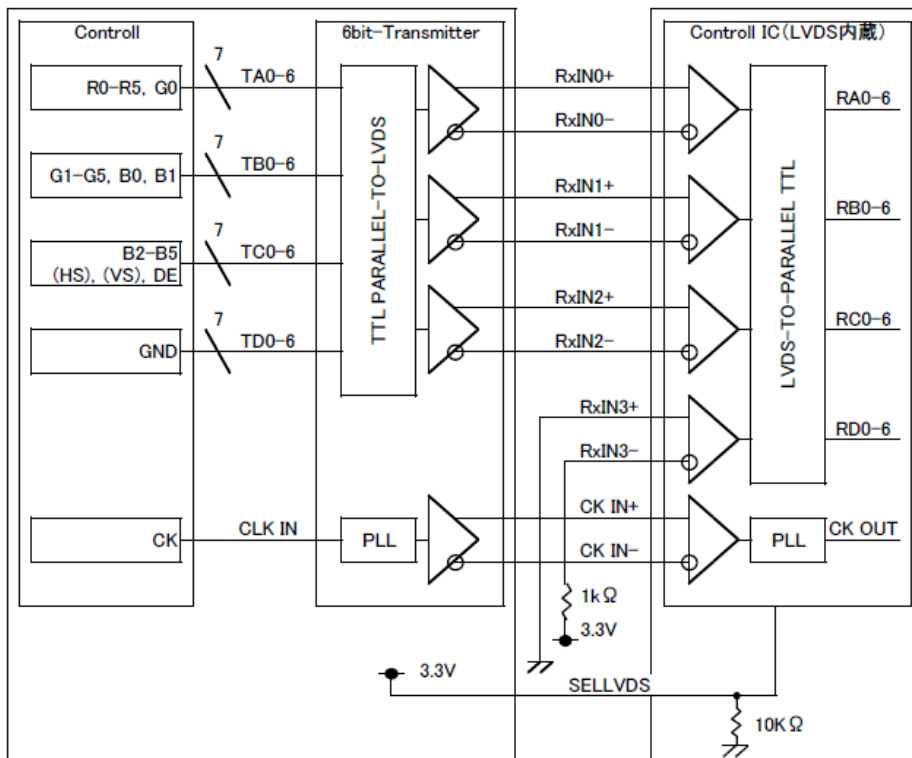 Controll
6bit-Transmitter
Controll IC(LVDS内蔵)
R0-R5, G0
7
TA0-6
RxIN0+
RxIN0-
RA0-6
G1-G5, B0, B1
7
TB0-6
RxIN1+
RxIN1-
RB0-6
B2-B5
(HS), (VS), DE
7
TC0-6
RxIN2+
RxIN2-
RC0-6
GND
7
TD0-6
RxIN3+
RxIN3-
RD0-6
TTL PARALLEL-TO-LVDS
LVDS-TO-PARALLEL TTL
CK
CLK IN
PLL
CK IN+
CK IN-
PLL
CK OUT
1kΩ
3.3V
3.3V
SELLVDS
10KΩ